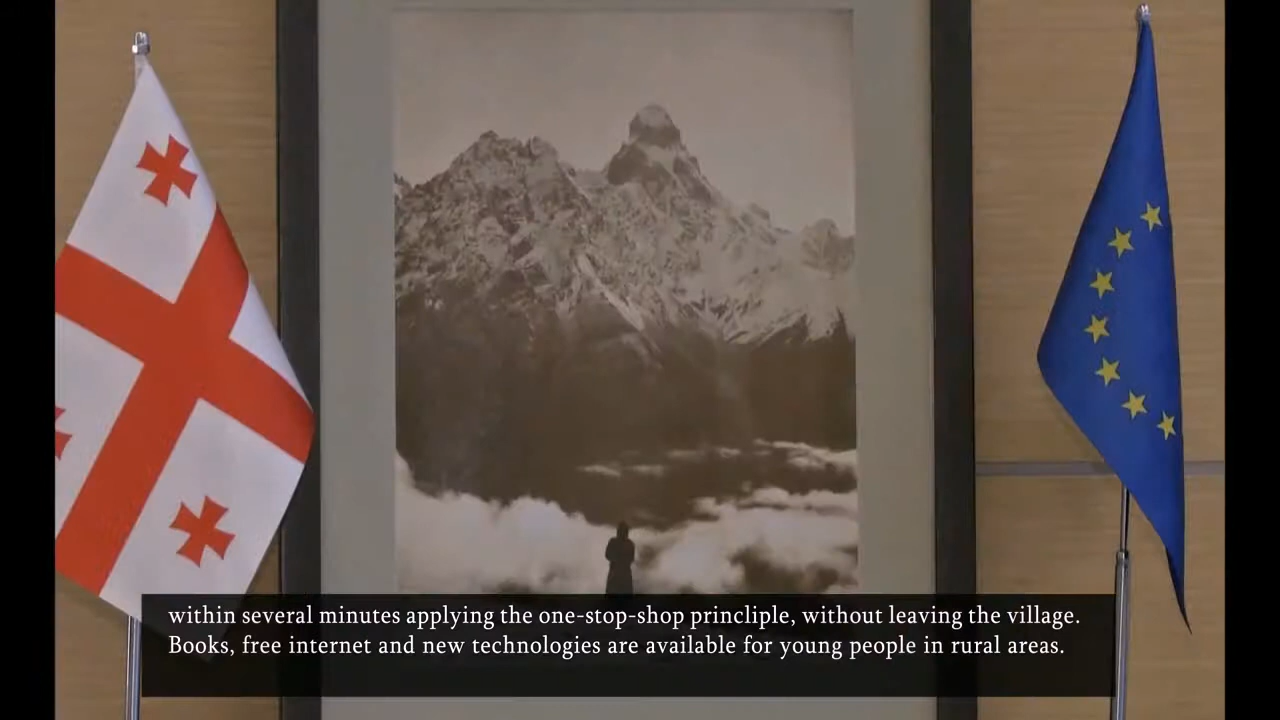 within several minutes applying the one-stop-shop princliple, without leaving the village.
Books, free internet and new technologies are available for young people in rural areas.